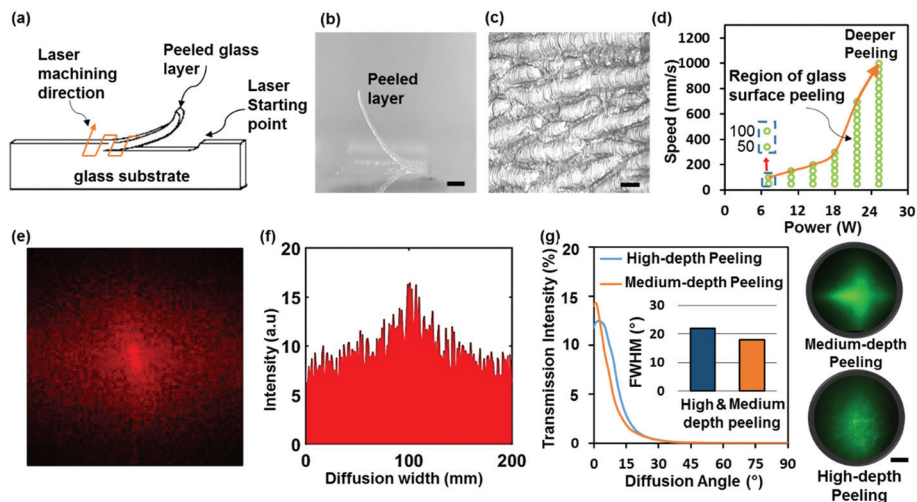 (a)
Laser
machining
direction
Peeled glass
layer
Laser
Starting
point
glass substrate
(b)
Peeled
layer
(c)
(d)
Speed (mm/s)
1200
1000
800
600
400
200
0
Deeper
Peeling
Region of glass
surface peeling
100
50
0 6 12 18 24 30
Power (W)
(e)
(f)
Intensity (a.u)
20
15
10
5
0
0 100 200
Diffusion width (mm)
(g)
Transmission Intensity (%)
20
15
10
5
0
High-depth Peeling
Medium-depth Peeling
FWHM (°)
30
20
10
0
High & Medium
depth peeling
0 15 30 45 60 75 90
Diffusion Angle (°)
Medium-depth
Peeling
High-depth
Peeling